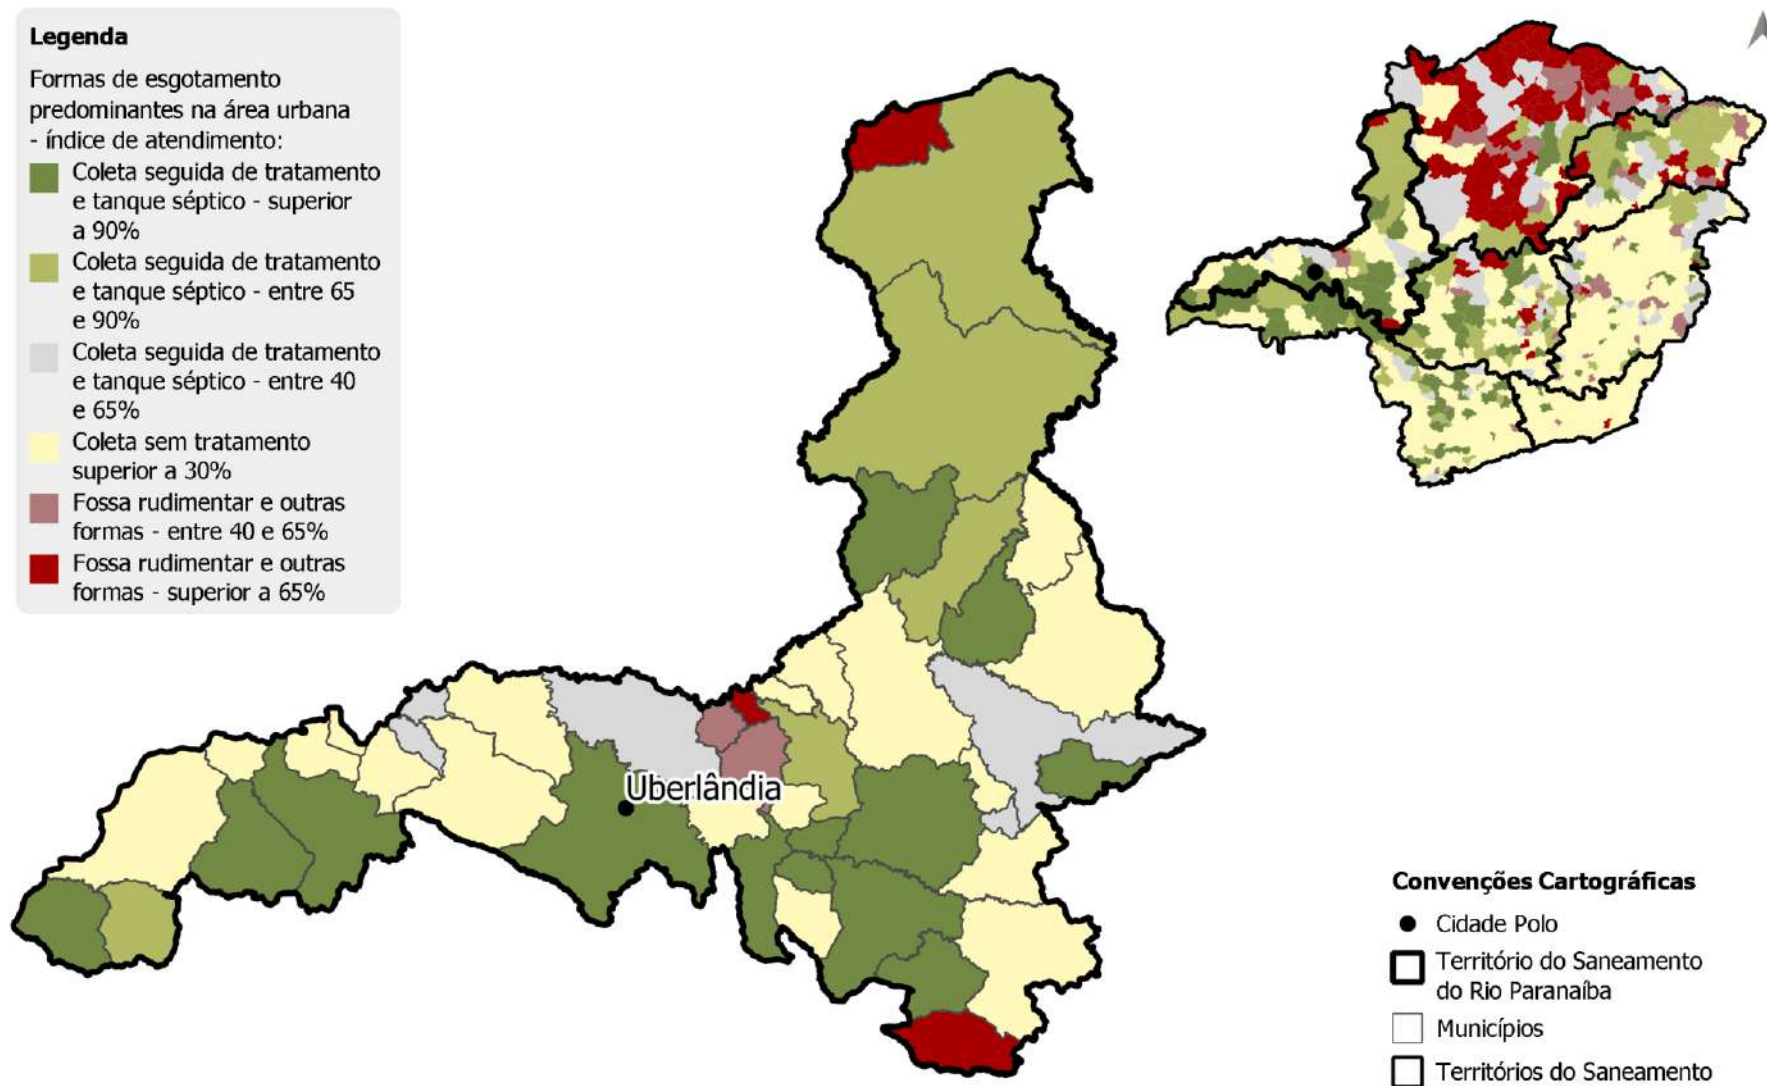 Legenda
Formas de esgotamento
predominantes na área urbana
- índice de atendimento:
Coleta seguida de tratamento
e tanque séptico - superior
a 90%
Coleta seguida de tratamento
e tanque séptico - entre 65
e 90%
Coleta seguida de tratamento
e tanque séptico - entre 40
e 65%
Coleta sem tratamento
superior a 30%
Fossa rudimentar e outras
formas - entre 40 e 65%
Fossa rudimentar e outras
formas - superior a 65%
Uberlândia
Convenções Cartográficas
Cidade Polo
Território do Saneamento
do Rio Paranaíba
Municípios
Territórios do Saneamento